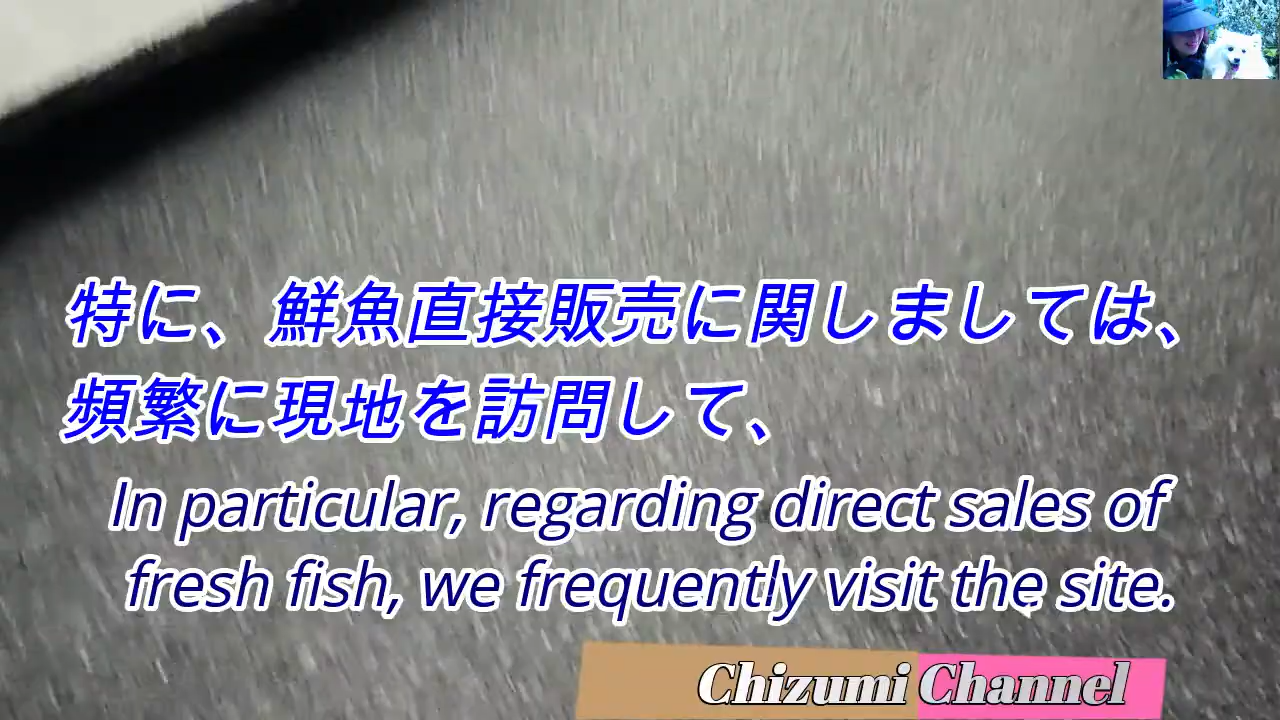 特に、鮮魚直接販売に関しましては、
頻繁に現地を訪問して、
In particular, regarding direct sales of
fresh fish, we frequently visit the site.
Chizumi Channel